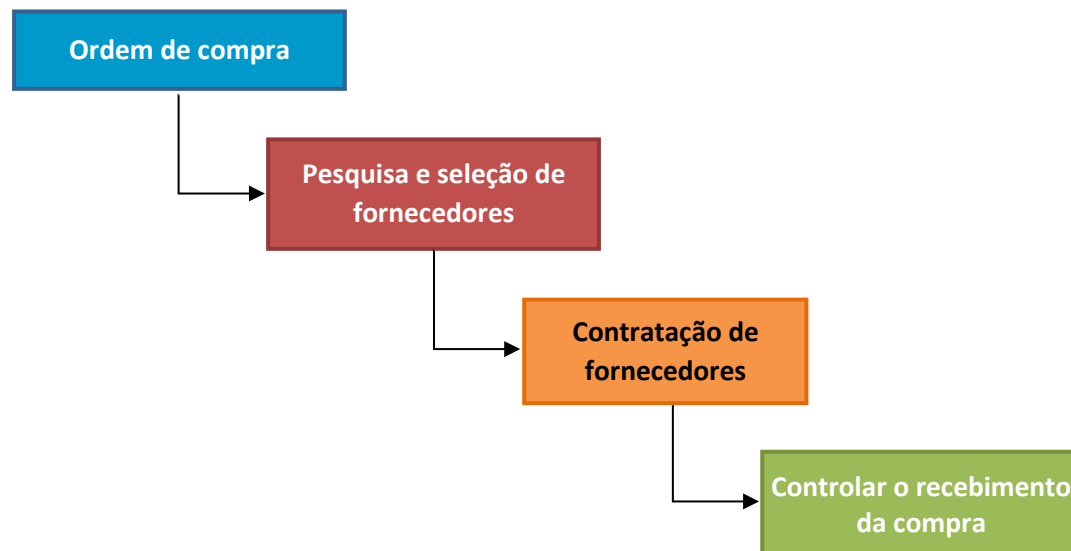 Ordem de compra
Pesquisa e seleção de
fornecedores
Contratação de
fornecedores
Controlar o recebimento
da compra